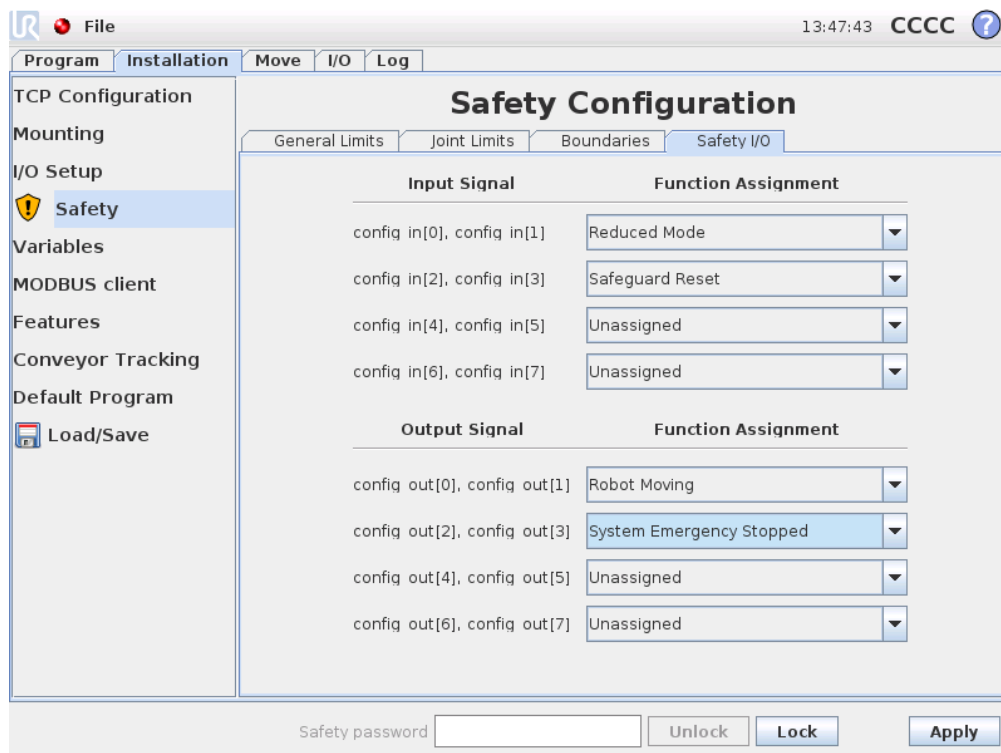 UR File 13:47:43 CCCC ?
Program Installation Move I/O Log
TCP Configuration
Mounting
I/O Setup
Safety
Variables
MODBUS client
Features
Conveyor Tracking
Default Program
Load/Save
Safety Configuration
General Limits Joint Limits Boundaries Safety I/O
Input Signal Function Assignment
config in[0], config in[1] Reduced Mode
config in[2], config in[3] Safeguard Reset
config in[4], config in[5] Unassigned
config in[6], config in[7] Unassigned
Output Signal Function Assignment
config out[0], config out[1] Robot Moving
config out[2], config out[3] System Emergency Stopped
config out[4], config out[5] Unassigned
config out[6], config out[7] Unassigned
Safety password Unlock Lock Apply